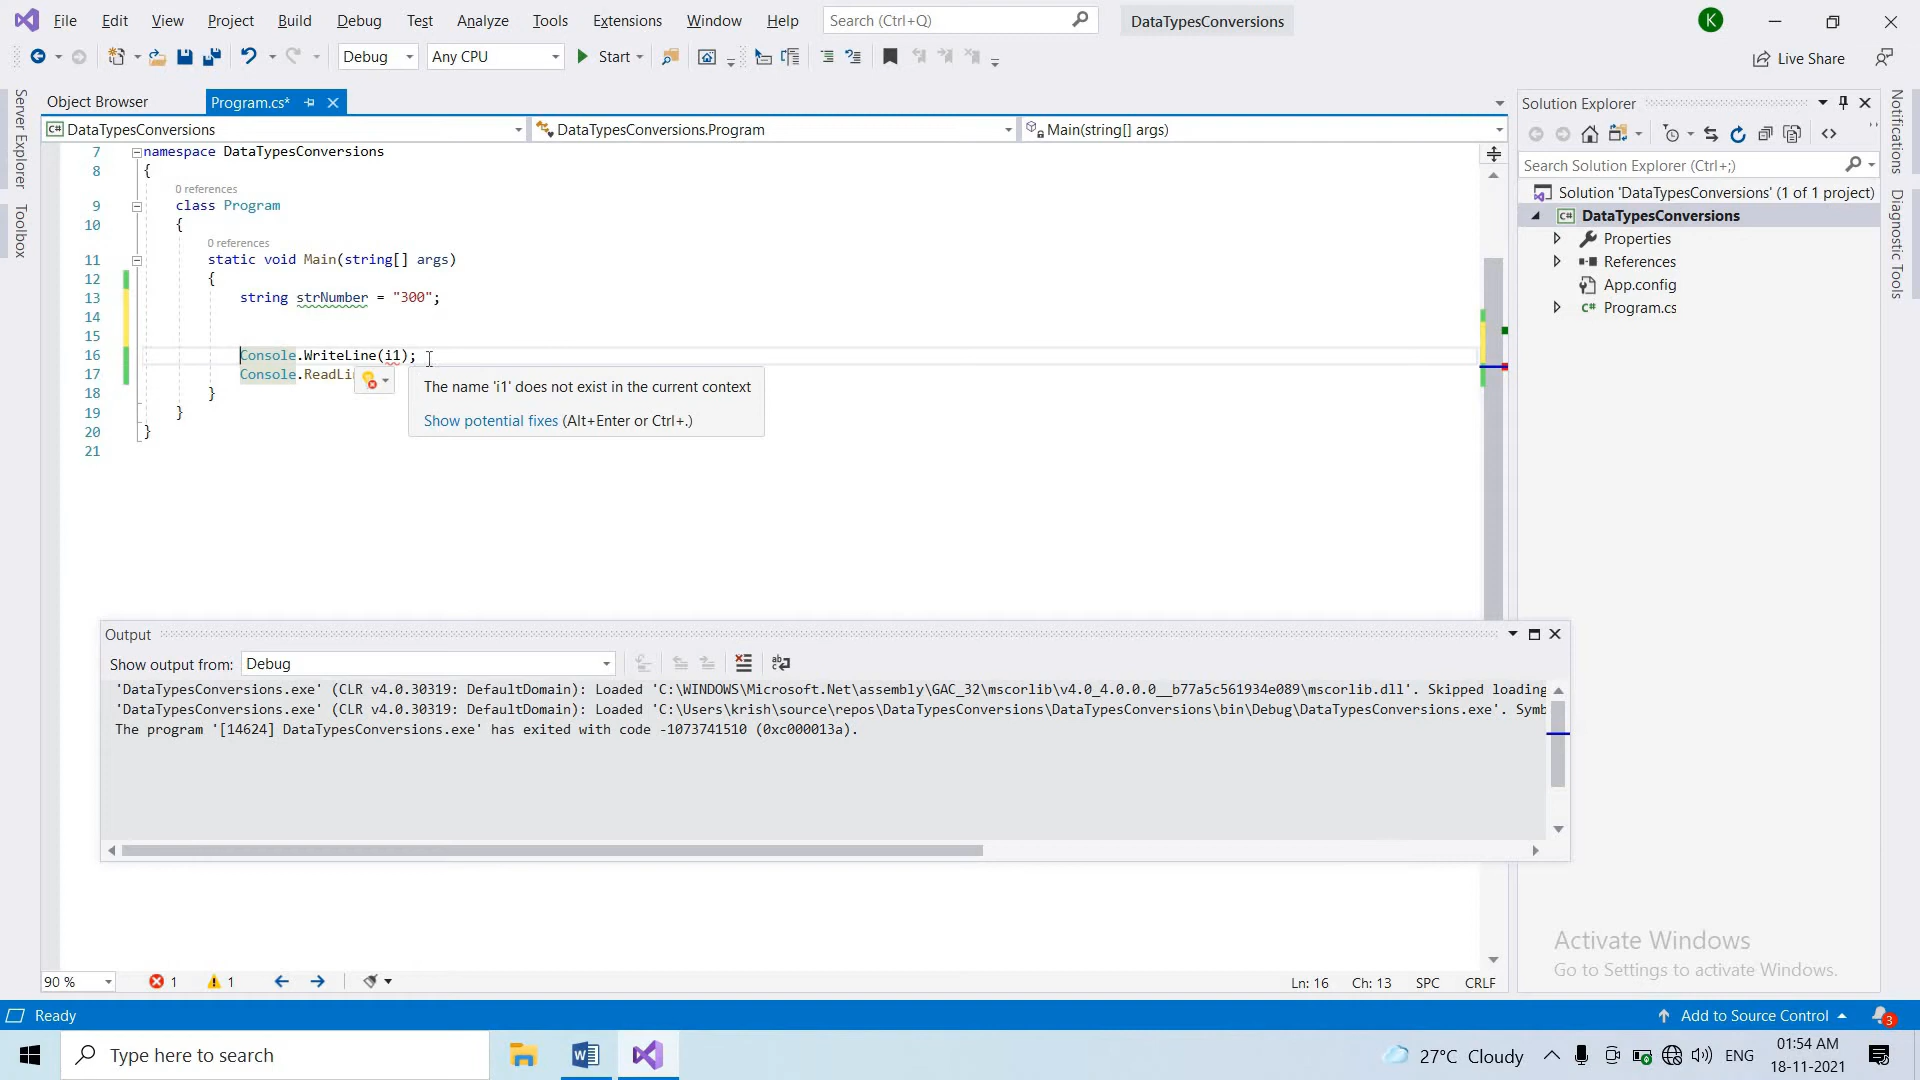 File Edit View Project Build Debug Test Analyze Tools Extensions Window Help Search (Ctrl+Q) DataTypesConversions K
Debug Any CPU Start Live Share
Server Explorer
Toolbox
Object Browser Program.cs*
DataTypesConversions DataTypesConversions.Program Main(string[] args)
7 namespace DataTypesConversions
8 {
0 references
9 class Program
10 {
0 references
11 static void Main(string[] args)
12 {
13 string strNumber = "300";
14
15
16 Console.WriteLine(i1);
17 Console.ReadLi
18 }
19 }
20 }
21
The name 'i1' does not exist in the current context
Show potential fixes (Alt+Enter or Ctrl+.)
Output
Show output from: Debug
'DataTypesConversions.exe' (CLR v4.0.30319: DefaultDomain): Loaded 'C:\WINDOWS\Microsoft.Net\assembly\GAC_32\mscorlib\v4.0_4.0.0.0__b77a5c561934e089\mscorlib.dll'. Skipped loading
'DataTypesConversions.exe' (CLR v4.0.30319: DefaultDomain): Loaded 'C:\Users\krish\source\repos\DataTypesConversions\DataTypesConversions\bin\Debug\DataTypesConversions.exe'. Symb
The program '[14624] DataTypesConversions.exe' has exited with code -1073741510 (0xc000013a).
90 % 1 1 Ln: 16 Ch: 13 SPC CRLF
Solution Explorer
Search Solution Explorer (Ctrl+;)
Solution 'DataTypesConversions' (1 of 1 project)
C# DataTypesConversions
Properties
References
App.config
C# Program.cs
Notifications
Diagnostic Tools
Activate Windows
Go to Settings to activate Windows.
Ready Add to Source Control 3
Type here to search 27°C Cloudy ENG 01:54 AM
18-11-2021